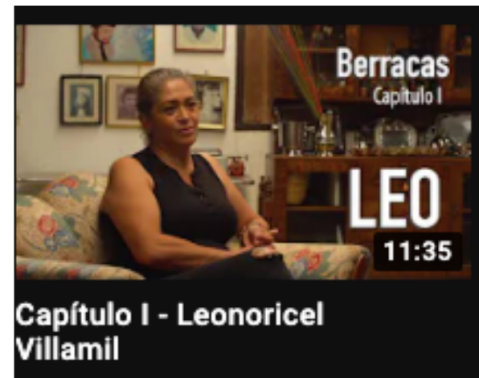 Berracas
Capítulo I
LEO
11:35
Capítulo I - Leonoricel
Villamil